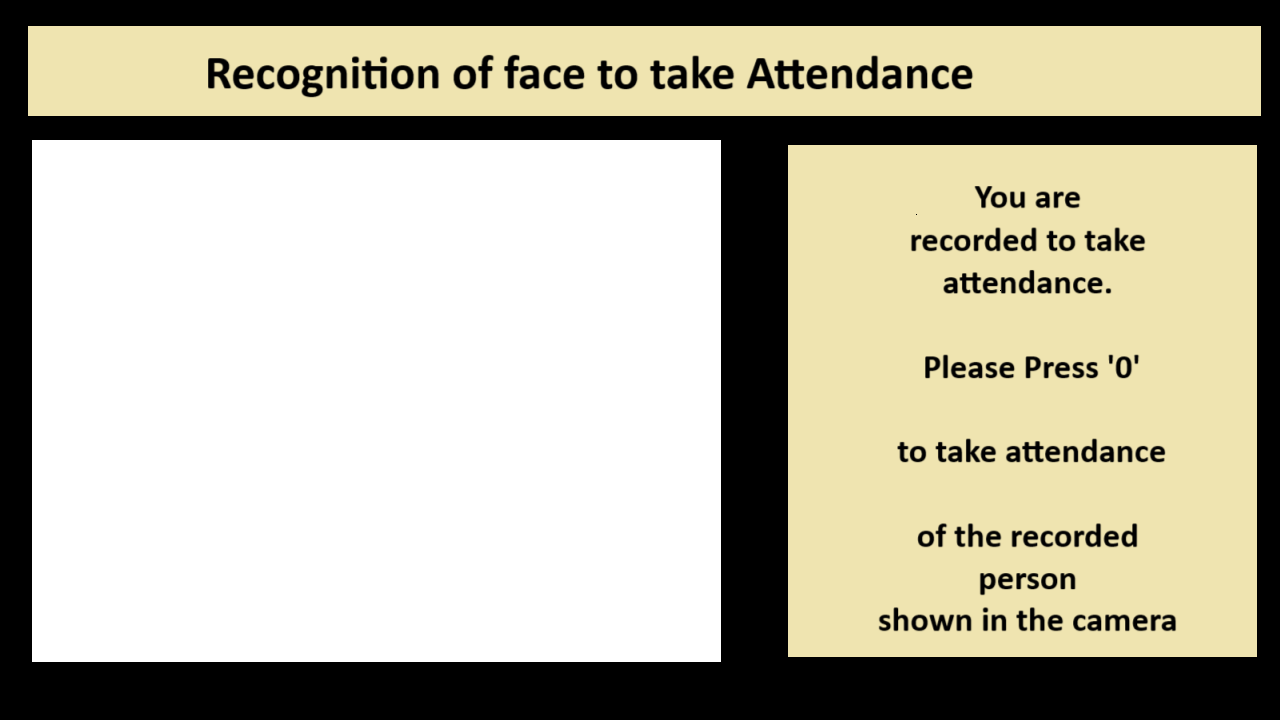 Recognition of face to take Attendance
You are
recorded to take
attendance.
Please Press '0'
to take attendance
of the recorded
person
shown in the camera